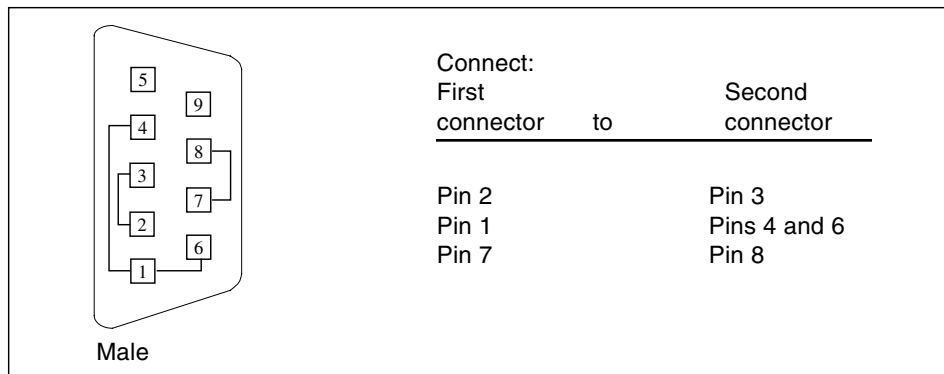 5
9
4
8
3
7
2
6
1
Male
Connect:
First Second
connector to connector
Pin 2 Pin 3
Pin 1 Pins 4 and 6
Pin 7 Pin 8